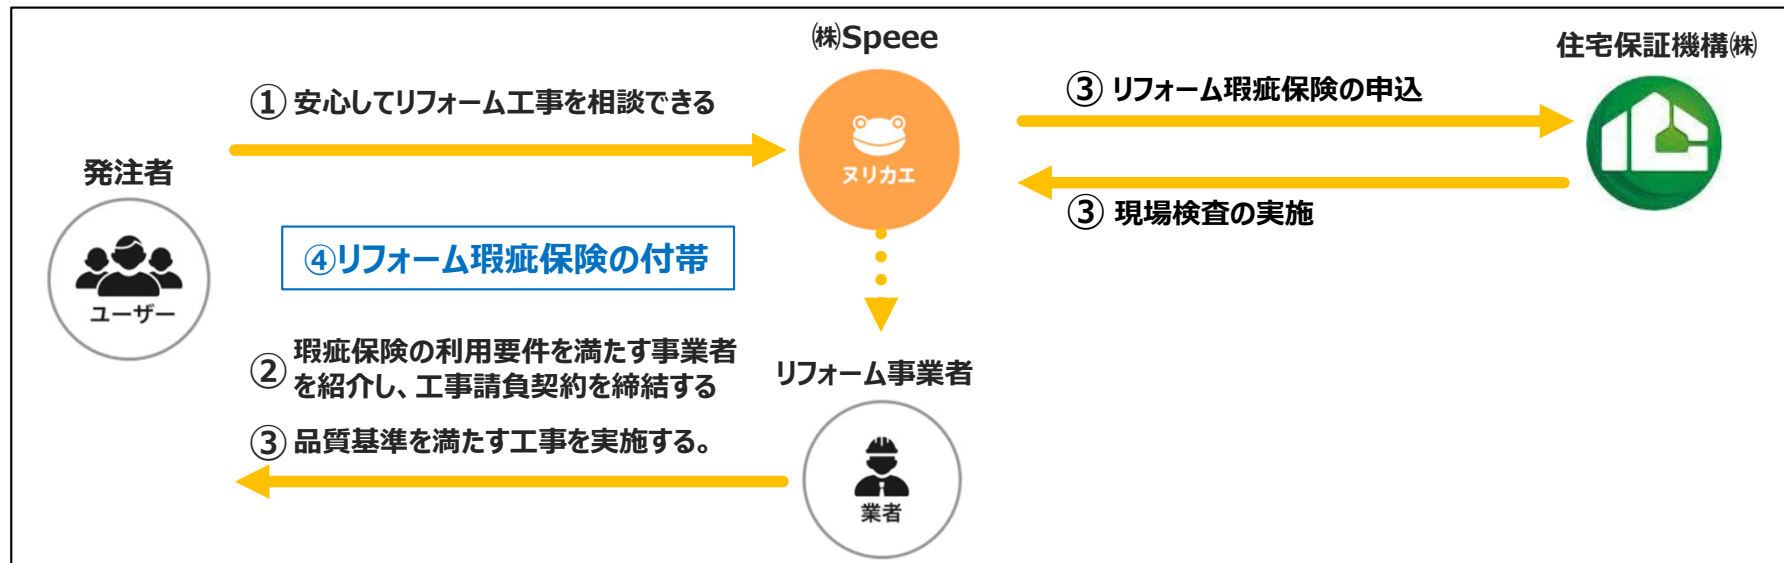 ㈱Speee
住宅保証機構㈱
① 安心してリフォーム工事を相談できる
③ リフォーム瑕疵保険の申込
ヌリカエ
発注者
③ 現場検査の実施
④リフォーム瑕疵保険の付帯
ユーザー
② 瑕疵保険の利用要件を満たす事業者
を紹介し、工事請負契約を締結する
リフォーム事業者
③ 品質基準を満たす工事を実施する。
業者